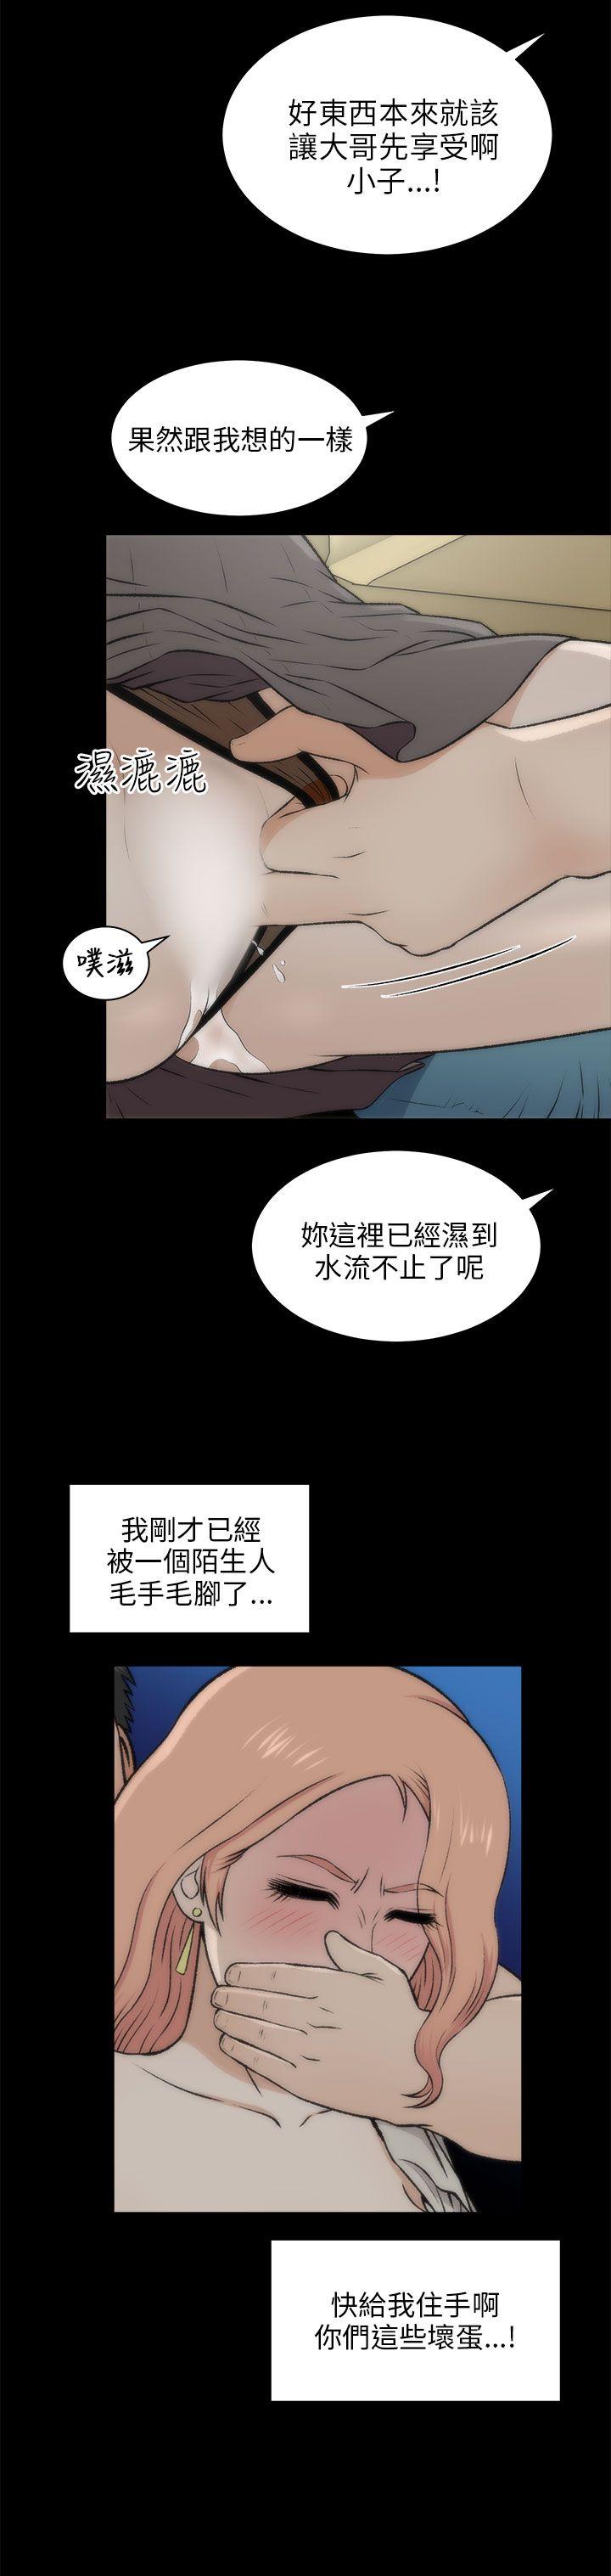 好東西本來就該
讓大哥先享受啊
小子...!
果然跟我想的一樣
濕漉漉
噗滋
妳這裡已經濕到
水流不止了呢
我剛才已經
被一個陌生人
毛手毛腳了...
快給我住手啊
你們這些壞蛋...!